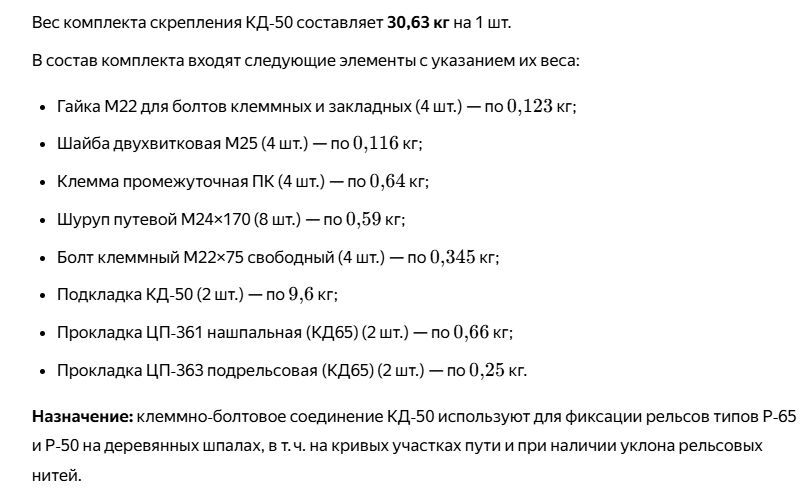 Вес комплекта скрепления КД-50 составляет 30,63 кг на 1 шт.
В состав комплекта входят следующие элементы с указанием их веса:
• Гайка М22 для болтов клеммных и закладных (4 шт.) — по 0,123 кг;
• Шайба двухвитковая М25 (4 шт.) — по 0,116 кг;
• Клемма промежуточная ПК (4 шт.) — по 0,64 кг;
• Шуруп путевой М24×170 (8 шт.) — по 0,59 кг;
• Болт клеммный М22×75 свободный (4 шт.) — по 0,345 кг;
• Подкладка КД-50 (2 шт.) — по 9,6 кг;
• Прокладка ЦП-361 нашпальная (КД65) (2 шт.) — по 0,66 кг;
• Прокладка ЦП-363 подрельсовая (КД65) (2 шт.) — по 0,25 кг.
Назначение: клеммно-болтовое соединение КД-50 используют для фиксации рельсов типов Р-65
и Р-50 на деревянных шпалах, в т. ч. на кривых участках пути и при наличии уклона рельсовых
нитей.